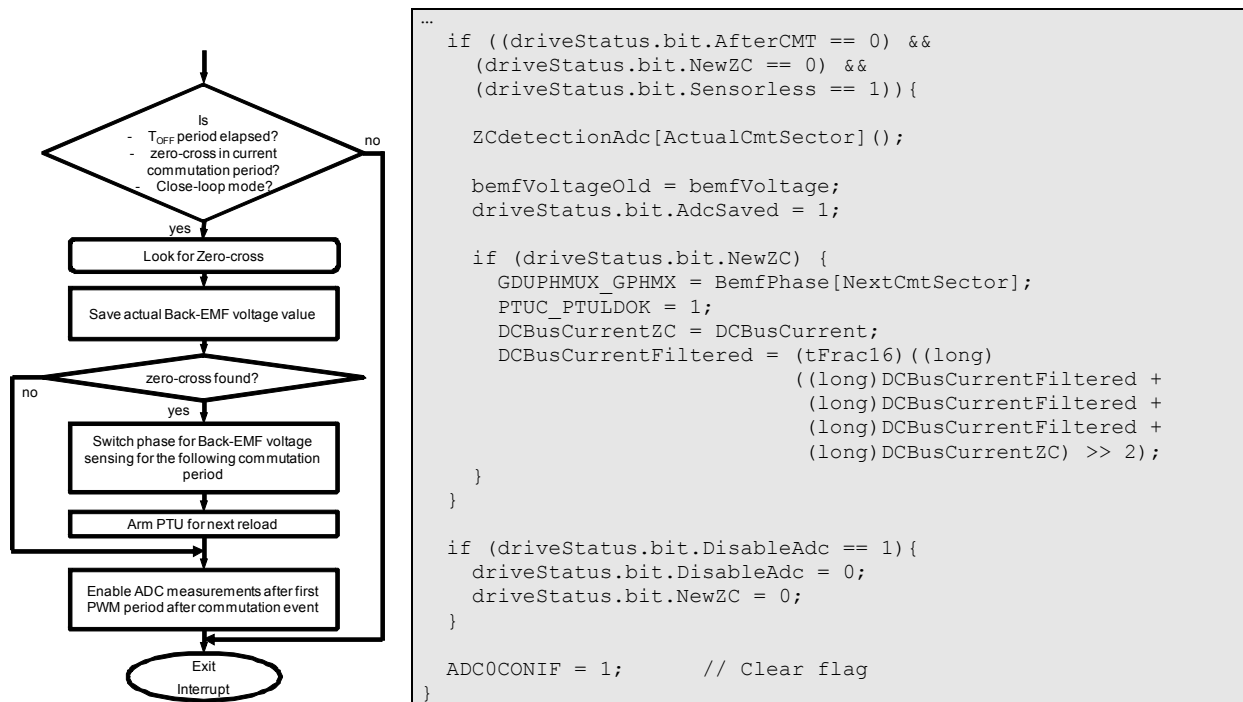 Is
- T_OFF period elapsed?
- zero-cross in current
commutation period?
- Close-loop mode?
no
yes
Look for Zero-cross
Save actual Back-EMF voltage value
zero-cross found?
no
yes
Switch phase for Back-EMF voltage
sensing for the following commutation
period
Arm PTU for next reload
Enable ADC measurements after first
PWM period after commutation event
Exit
Interrupt
…
if ((driveStatus.bit.AfterCMT == 0) &&
(driveStatus.bit.NewZC == 0) &&
(driveStatus.bit.Sensorless == 1)){
ZCdetectionAdc[ActualCmtSector]();
bemfVoltageOld = bemfVoltage;
driveStatus.bit.AdcSaved = 1;
if (driveStatus.bit.NewZC) {
GDUPHMUX_GPHMX = BemfPhase[NextCmtSector];
PTUC_PTULDOK = 1;
DCBusCurrentZC = DCBusCurrent;
DCBusCurrentFiltered = (tFrac16)((long)
((long)DCBusCurrentFiltered +
(long)DCBusCurrentFiltered +
(long)DCBusCurrentFiltered +
(long)DCBusCurrentZC) >> 2);
}
}
if (driveStatus.bit.DisableAdc == 1){
driveStatus.bit.DisableAdc = 0;
driveStatus.bit.NewZC = 0;
}
ADC0CONIF = 1; // Clear flag
}